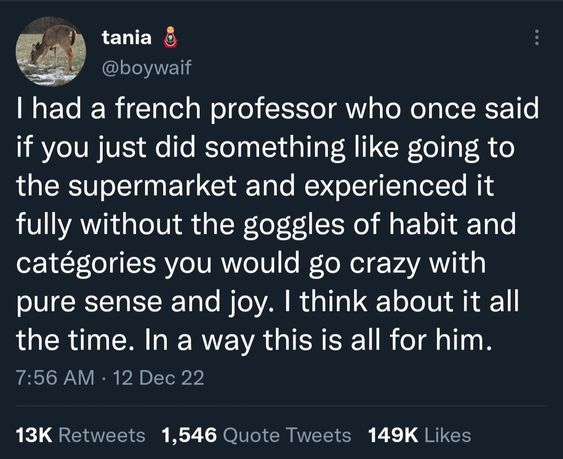 tania 🪆
@boywaif
I had a french professor who once said
if you just did something like going to
the supermarket and experienced it
fully without the goggles of habit and
catégories you would go crazy with
pure sense and joy. I think about it all
the time. In a way this is all for him.
7:56 AM · 12 Dec 22
13K Retweets 1,546 Quote Tweets 149K Likes